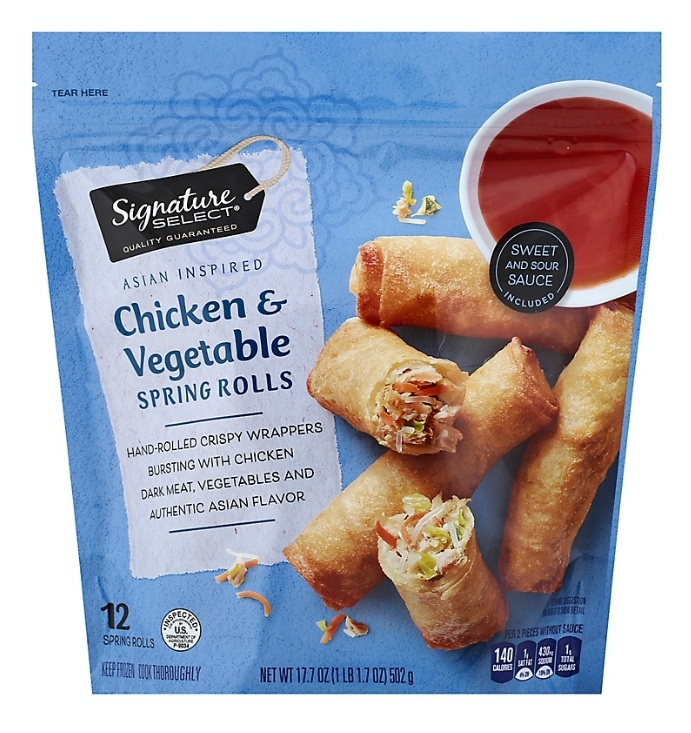 TEAR HERE
Signature
SELECT®
QUALITY GUARANTEED
ASIAN INSPIRED
Chicken &
Vegetable
SPRING ROLLS
HAND-ROLLED CRISPY WRAPPERS
BURSTING WITH CHICKEN
DARK MEAT, VEGETABLES AND
AUTHENTIC ASIAN FLAVOR
SWEET
AND SOUR
SAUCE
INCLUDED
12
SPRING ROLLS
INSPECTED
U.S.
DEPARTMENT OF
AGRICULTURE
P-9034
KEEP FROZEN COOK THOROUGHLY
NET WT 17.7 OZ (1 LB 1.7 OZ) 502 g
PER 2 PIECES WITHOUT SAUCE
140 CALORIES
1g SAT FAT
430mg SODIUM
1g TOTAL SUGARS